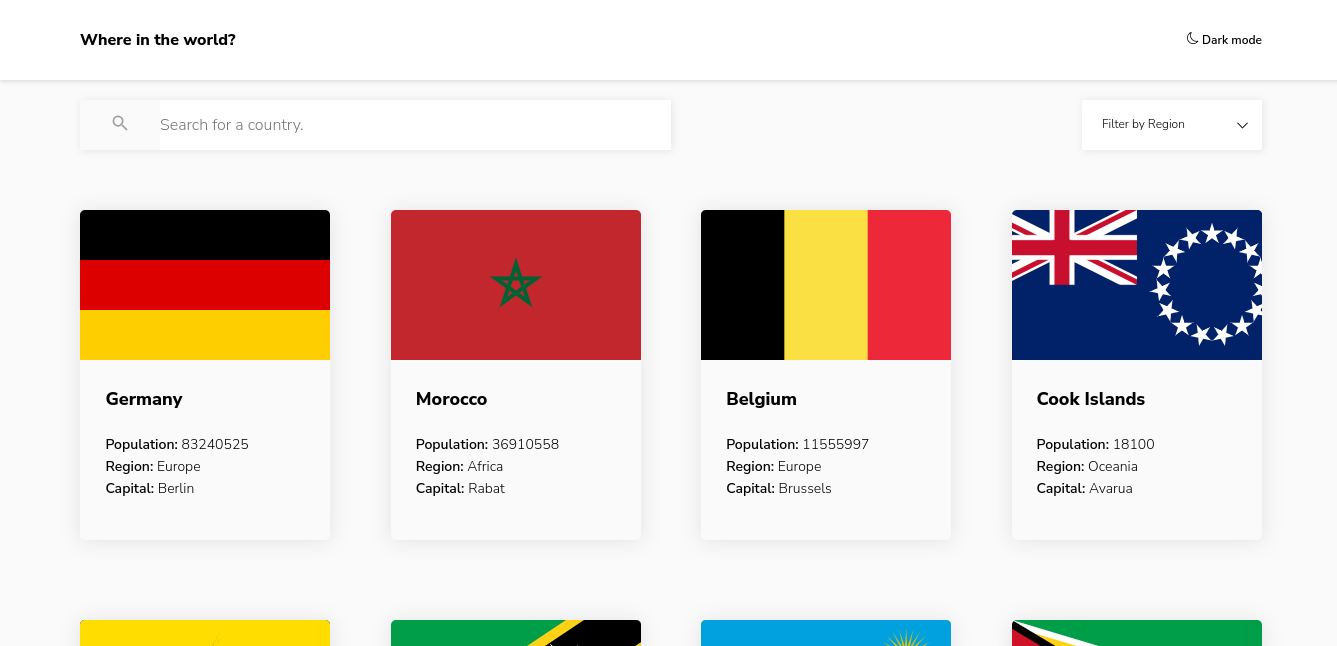 Where in the world?
Dark mode
Search for a country.
Filter by Region
Germany
Population: 83240525
Region: Europe
Capital: Berlin
Morocco
Population: 36910558
Region: Africa
Capital: Rabat
Belgium
Population: 11555997
Region: Europe
Capital: Brussels
Cook Islands
Population: 18100
Region: Oceania
Capital: Avarua